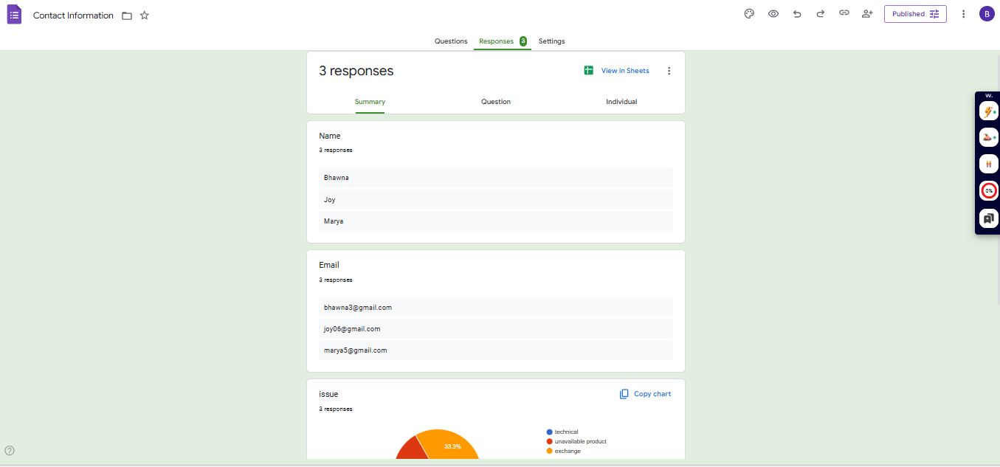 Contact Information
Published
B
Questions
Responses 3
Settings
3 responses
View in Sheets
Summary
Question
Individual
w.
Name
3 responses
Bhawna
Joy
Marya
0%
Email
3 responses
bhawna3@gmail.com
joy06@gmail.com
marya5@gmail.com
issue
Copy chart
3 responses
33.3%
technical
unavailable product
exchange